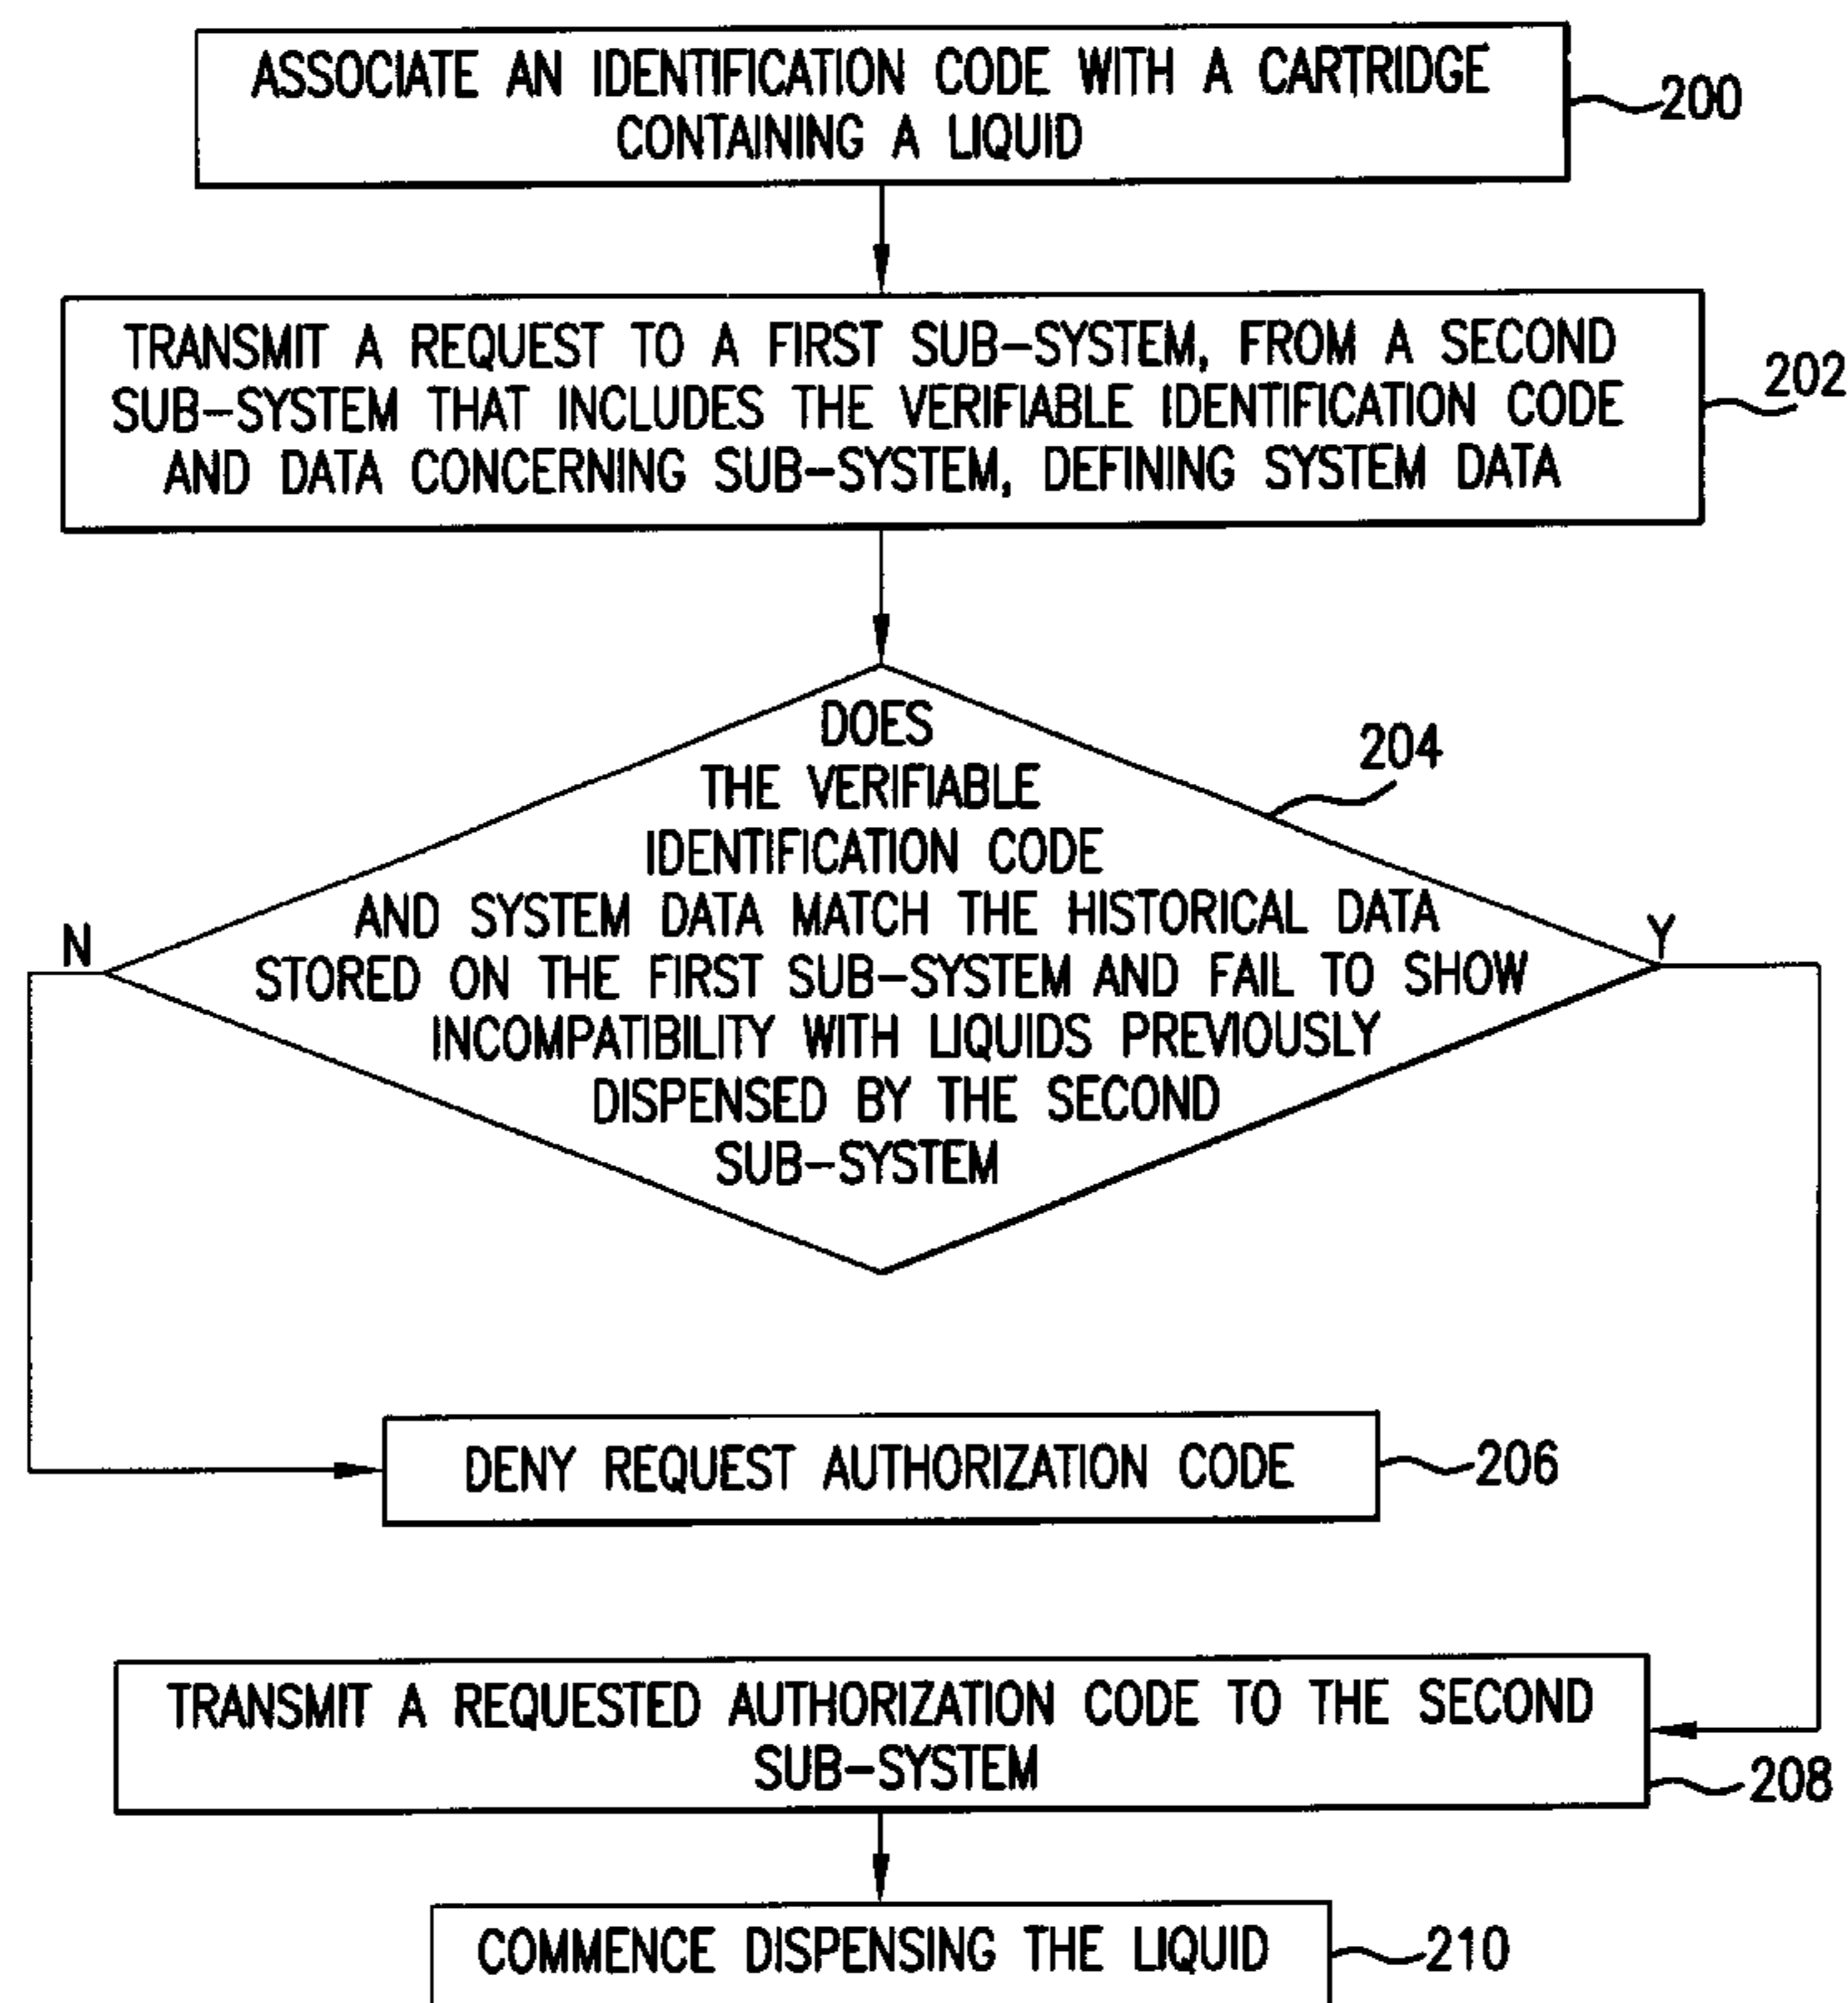 ASSOCIATE AN IDENTIFICATION CODE WITH A CARTRIDGE
CONTAINING A LIQUID
200
TRANSMIT A REQUEST TO A FIRST SUB-SYSTEM, FROM A SECOND
SUB-SYSTEM THAT INCLUDES THE VERIFIABLE IDENTIFICATION CODE
AND DATA CONCERNING SUB-SYSTEM, DEFINING SYSTEM DATA
202
DOES
THE VERIFIABLE
IDENTIFICATION CODE
AND SYSTEM DATA MATCH THE HISTORICAL DATA
STORED ON THE FIRST SUB-SYSTEM AND FAIL TO SHOW
INCOMPATIBILITY WITH LIQUIDS PREVIOUSLY
DISPENSED BY THE SECOND
SUB-SYSTEM
204
N
Y
DENY REQUEST AUTHORIZATION CODE
206
TRANSMIT A REQUESTED AUTHORIZATION CODE TO THE SECOND
SUB-SYSTEM
208
COMMENCE DISPENSING THE LIQUID
210